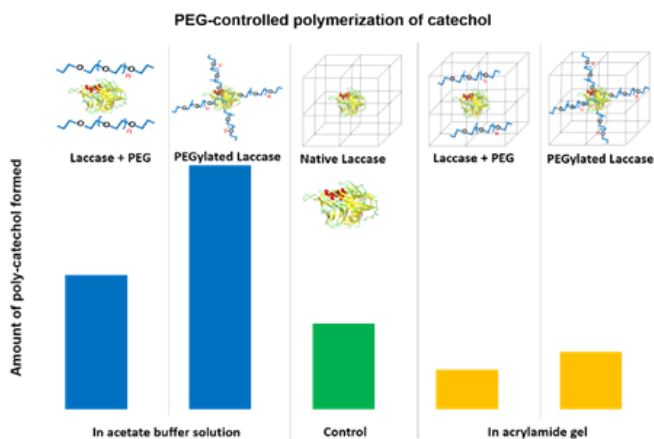 PEG-controlled polymerization of catechol
Laccase + PEG
PEGylated Laccase
Native Laccase
Laccase + PEG
PEGylated Laccase
Amount of poly-catechol formed
In acetate buffer solution
Control
In acrylamide gel